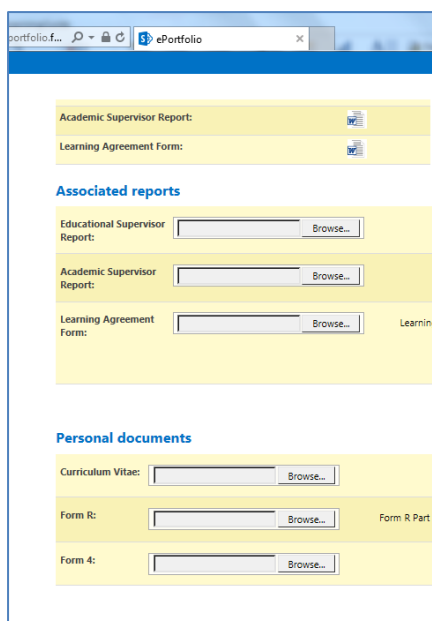 portfolio.f...
ePortfolio
Academic Supervisor Report:
Learning Agreement Form:
Associated reports
Educational Supervisor
Report:
Browse...
Academic Supervisor
Report:
Browse...
Learning Agreement
Form:
Browse...
Learnin
Personal documents
Curriculum Vitae:
Browse...
Form R:
Browse...
Form R Part
Form 4:
Browse...